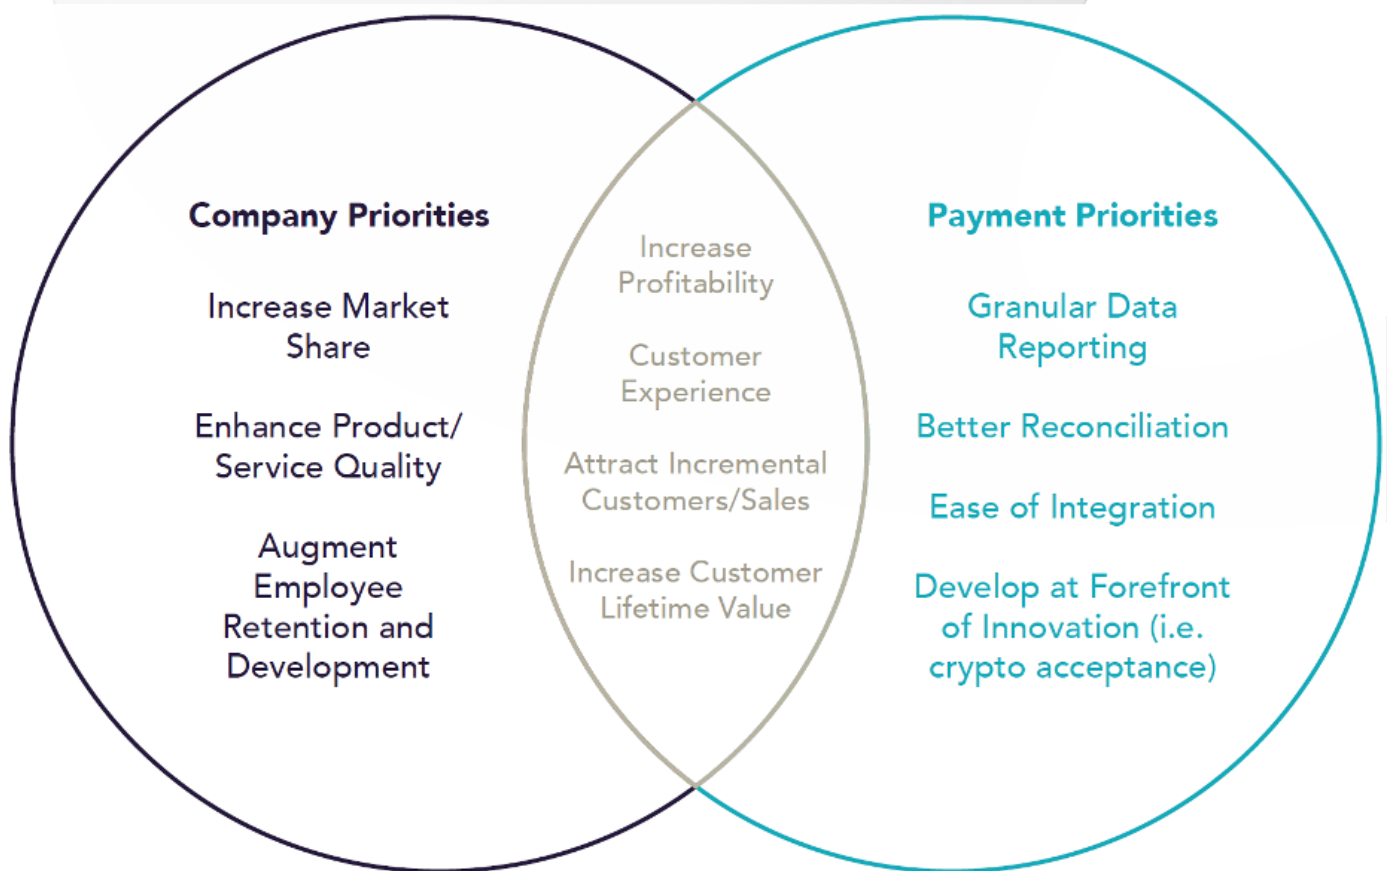 Company Priorities
Increase Market
Share
Enhance Product/
Service Quality
Augment
Employee
Retention and
Development
Increase
Profitability
Customer
Experience
Attract Incremental
Customers/Sales
Increase Customer
Lifetime Value
Payment Priorities
Granular Data
Reporting
Better Reconciliation
Ease of Integration
Develop at Forefront
of Innovation (i.e.
crypto acceptance)